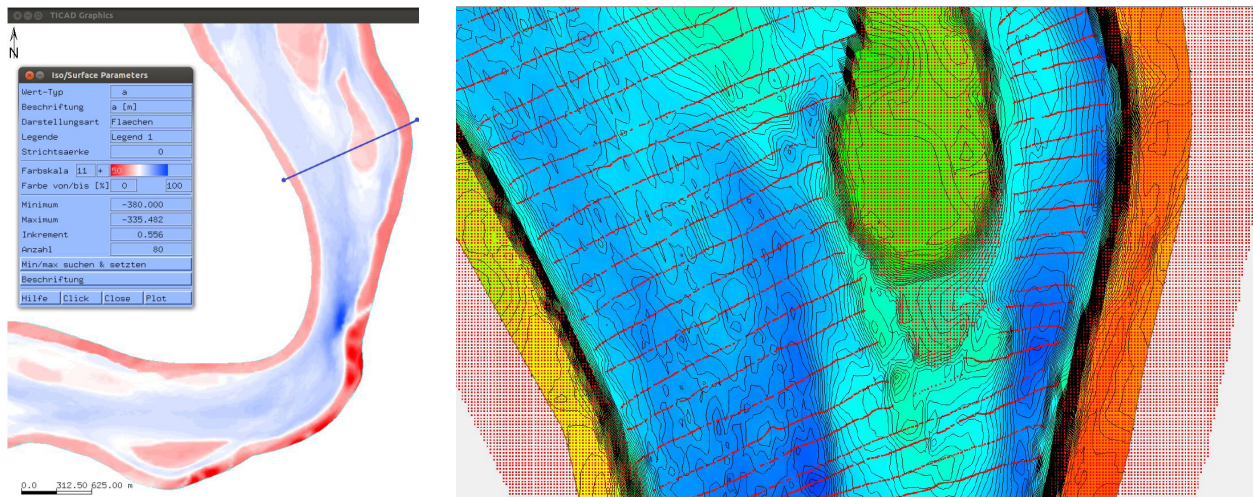 TICAD Graphics
N
Iso/Surface Parameters
Wert-Typ a
Beschriftung a [m]
Darstellungsart Flaechen
Legende Legend 1
Strichtsaerke 0
Farbskala 11 +
Farbe von/bis [%] 0 100
Minimum -380.000
Maximum -335.482
Inkrement 0.556
Anzahl 80
Min/max suchen & setzten
Beschriftung
Hilfe Click Close Plot
0.0 312.50 625.00 m